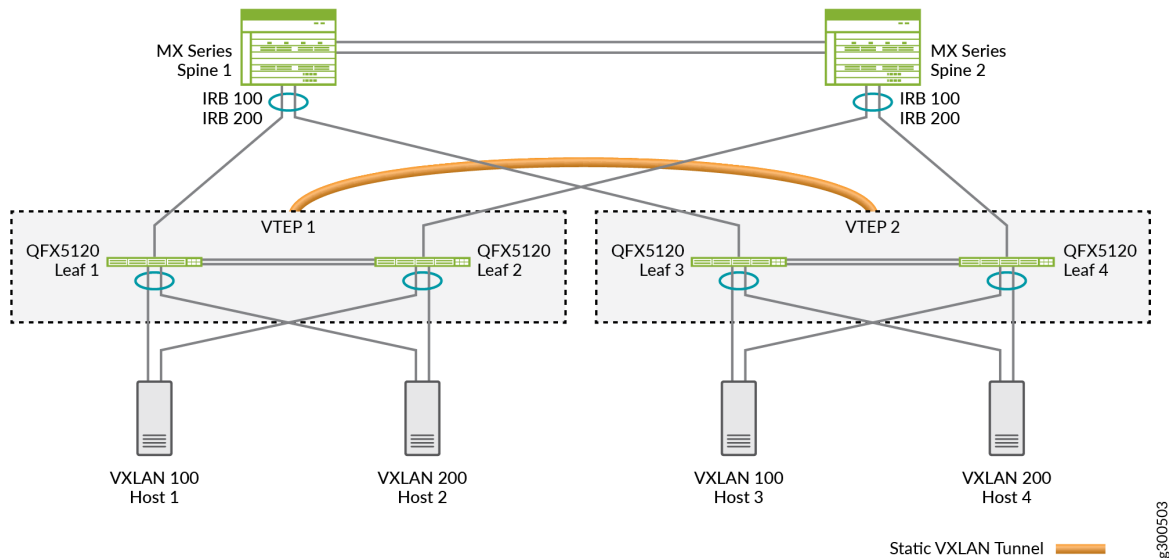 MX Series
Spine 1
MX Series
Spine 2
IRB 100
IRB 200
IRB 100
IRB 200
VTEP 1
VTEP 2
QFX5120
Leaf 1
QFX5120
Leaf 2
QFX5120
Leaf 3
QFX5120
Leaf 4
VXLAN 100
Host 1
VXLAN 200
Host 2
VXLAN 100
Host 3
VXLAN 200
Host 4
Static VXLAN Tunnel
g300503